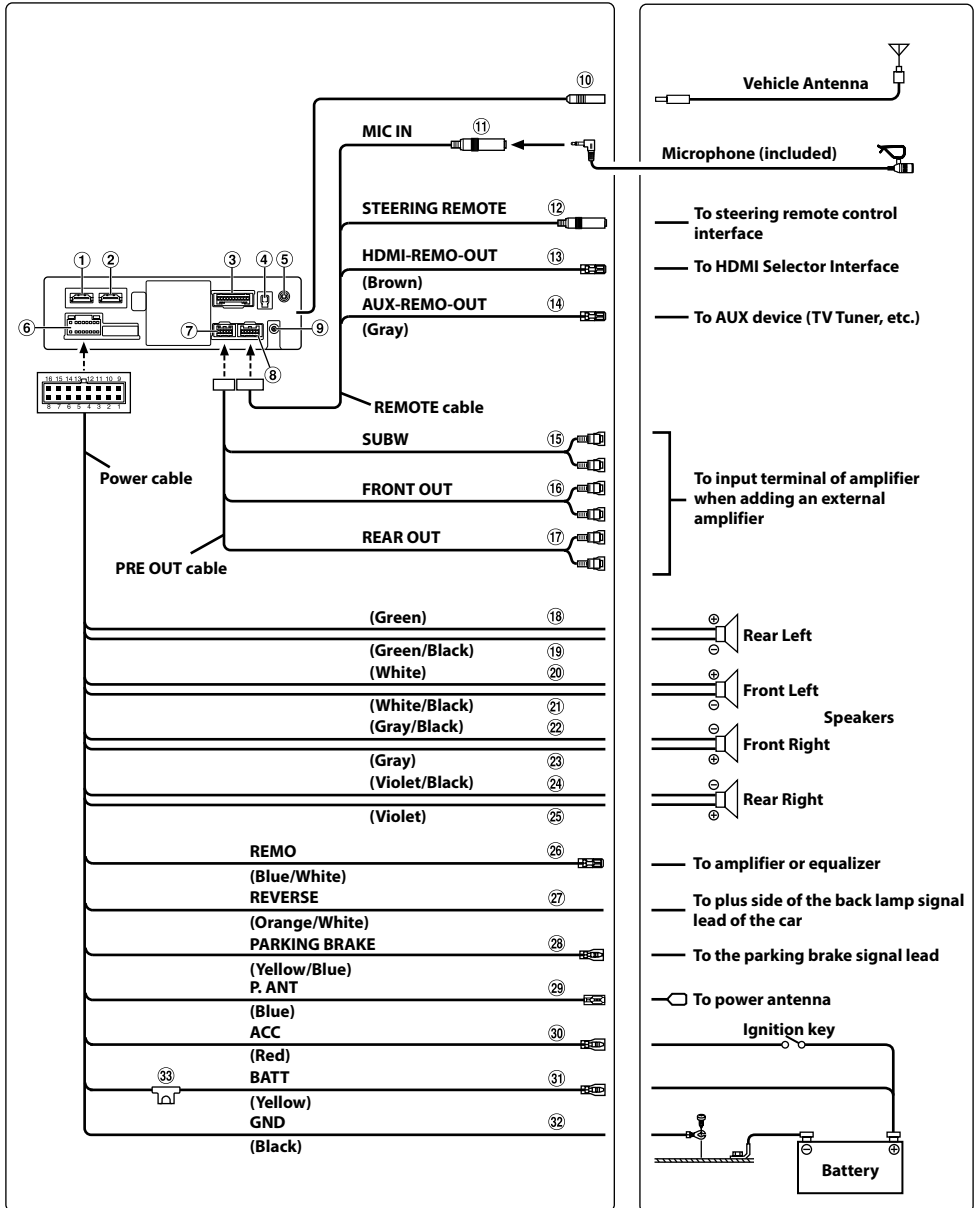 ⑩
Vehicle Antenna
MIC IN
⑪
Microphone (included)
STEERING REMOTE
⑫
To steering remote control
interface
HDMI-REMO-OUT
⑬
To HDMI Selector Interface
(Brown)
① ② ③ ④ ⑤
AUX-REMO-OUT
⑭
To AUX device (TV Tuner, etc.)
(Gray)
⑥ ⑦ ⑧ ⑨
16 15 14 13 12 11 10 9
8 7 6 5 4 3 2 1
REMOTE cable
SUBW
⑮
Power cable
To input terminal of amplifier
when adding an external
amplifier
FRONT OUT
⑯
REAR OUT
⑰
PRE OUT cable
(Green)
⑱
⊕
Rear Left
⊖
(Green/Black)
⑲
(White)
⑳
⊕
Front Left
⊖
(White/Black)
㉑
Speakers
(Gray/Black)
㉒
⊖
Front Right
⊕
(Gray)
㉓
(Violet/Black)
㉔
⊖
Rear Right
⊕
(Violet)
㉕
REMO
㉖
To amplifier or equalizer
(Blue/White)
REVERSE
㉗
To plus side of the back lamp signal
lead of the car
(Orange/White)
PARKING BRAKE
㉘
To the parking brake signal lead
(Yellow/Blue)
P. ANT
㉙
To power antenna
(Blue)
ACC
㉚
Ignition key
(Red)
㉝
BATT
㉛
(Yellow)
GND
㉜
(Black)
⊖ ⊕
Battery